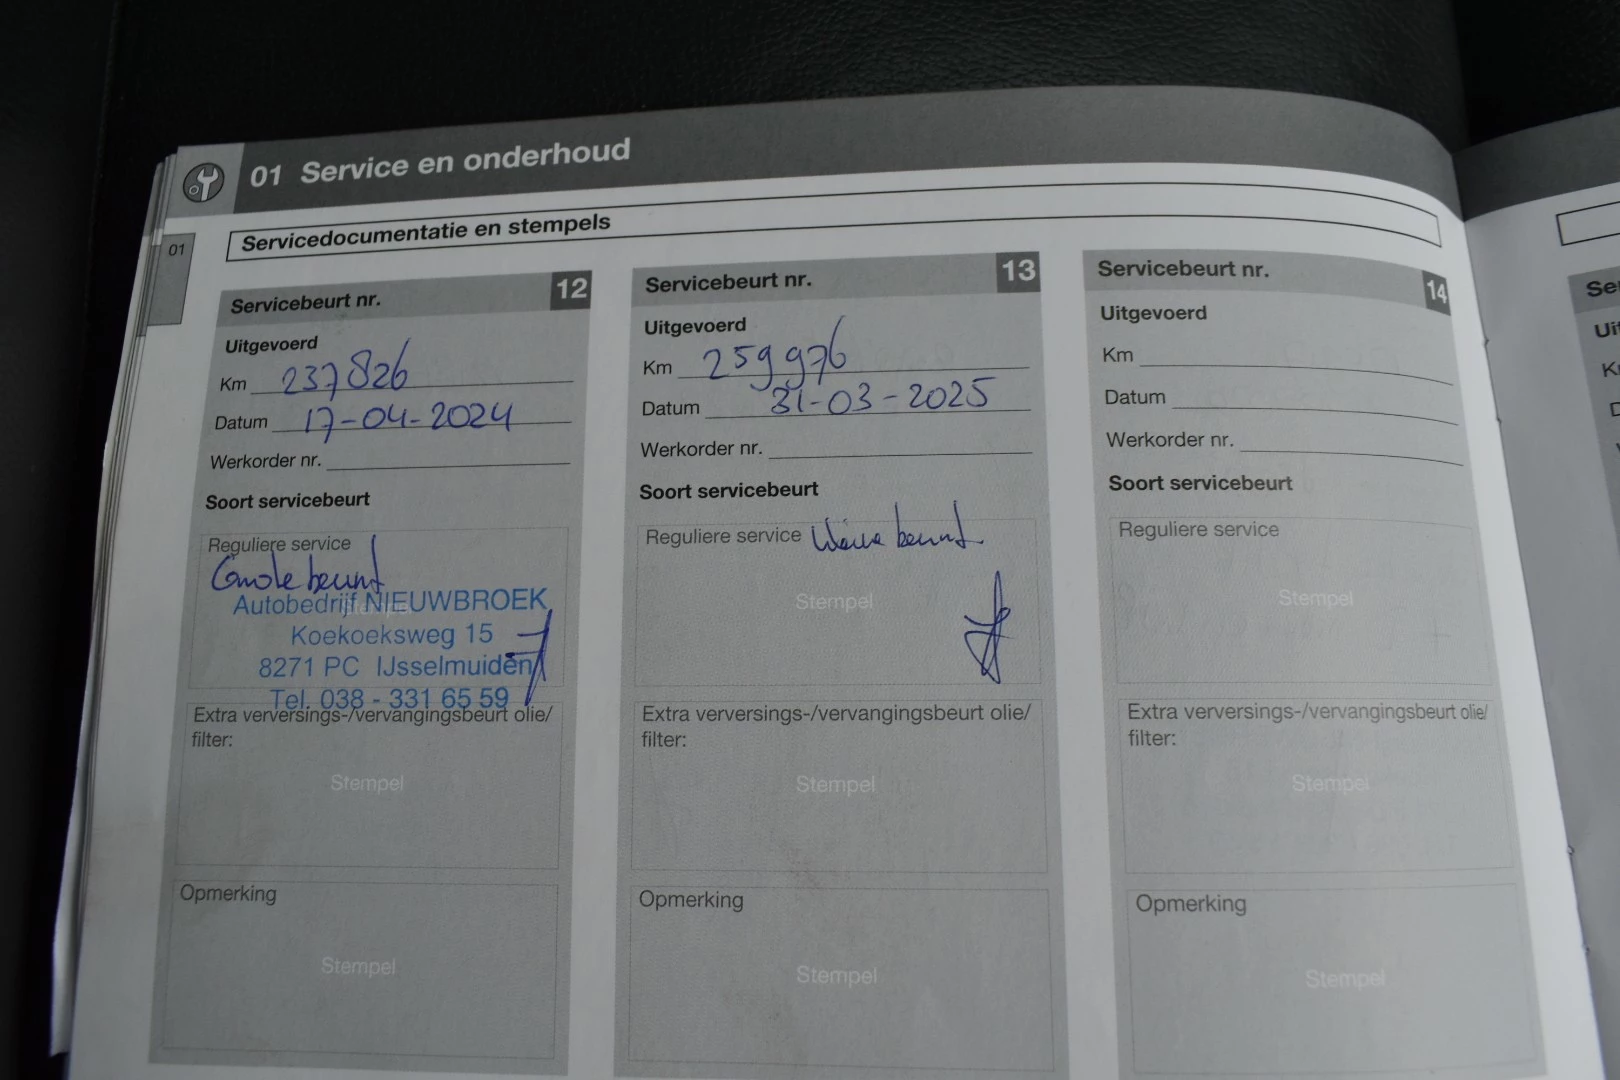 01 Service en onderhoud
01
Servicedocumentatie en stempels
Servicebeurt nr. 12
Uitgevoerd
Km 237826
Datum 17-04-2024
Werkorder nr.
Soort servicebeurt
Reguliere service
Grote beurt
Autobedrijf NIEUWBROEK
Koekoeksweg 15
8271 PC IJsselmuiden
Tel. 038 - 331 65 59
Extra verversings-/vervangingsbeurt olie/
filter:
Stempel
Opmerking
Stempel
Servicebeurt nr. 13
Uitgevoerd
Km 259976
Datum 31-03-2025
Werkorder nr.
Soort servicebeurt
Reguliere service Kleine beurt
Stempel
Extra verversings-/vervangingsbeurt olie/
filter:
Stempel
Opmerking
Stempel
Servicebeurt nr. 14
Uitgevoerd
Km
Datum
Werkorder nr.
Soort servicebeurt
Reguliere service
Stempel
Extra verversings-/vervangingsbeurt olie/
filter:
Stempel
Opmerking
Stempel